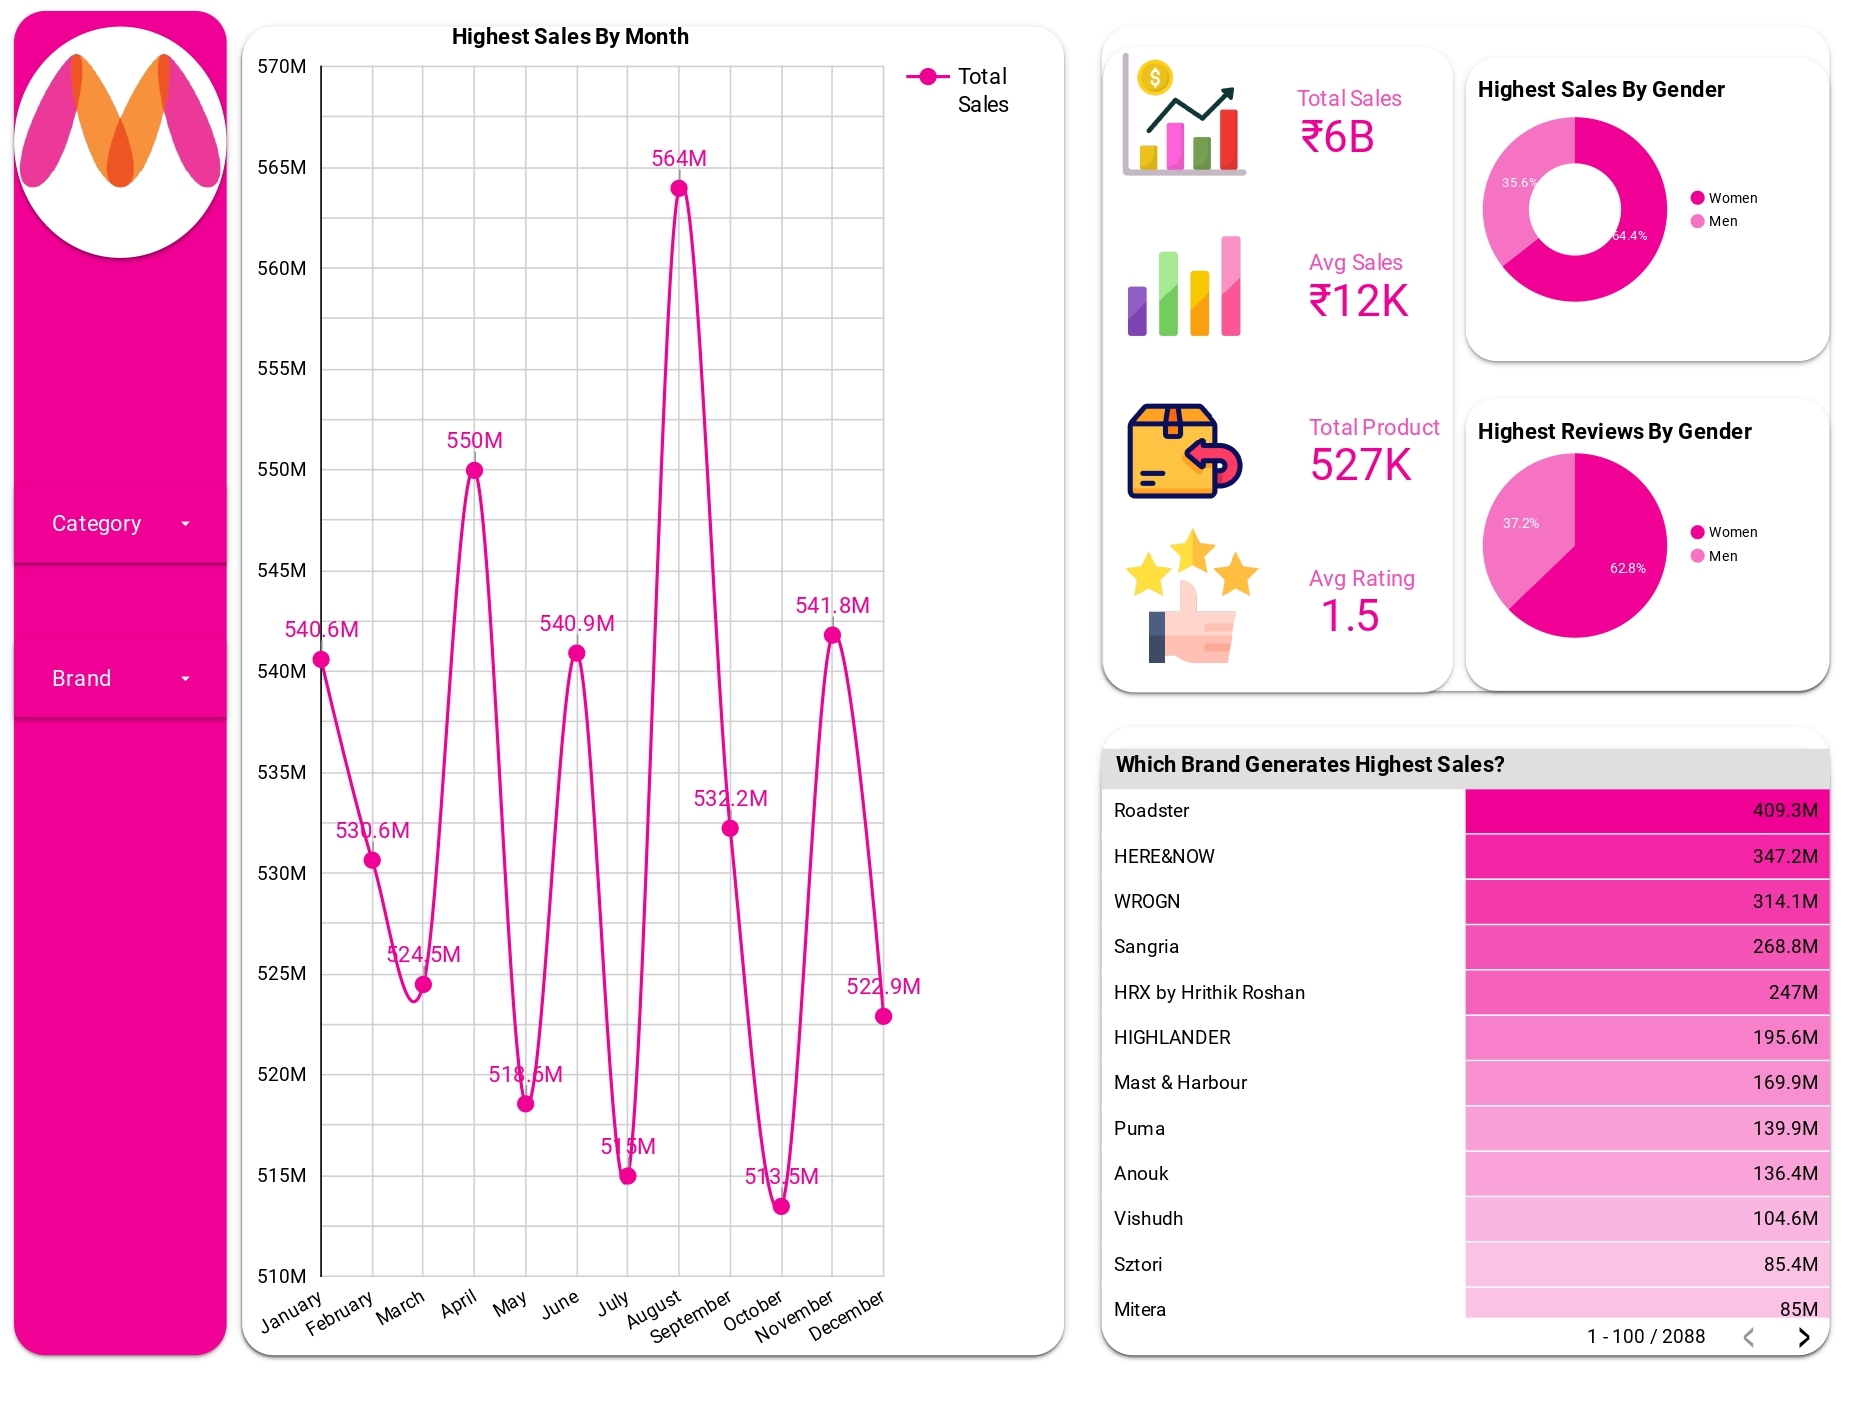 Category
Brand
Highest Sales By Month
570M
565M
560M
555M
550M
545M
540M
535M
530M
525M
520M
515M
510M
540.6M
530.6M
524.5M
550M
518.6M
540.9M
515M
564M
532.2M
513.5M
541.8M
522.9M
January
February
March
April
May
June
July
August
September
October
November
December
Total
Sales
Total Sales
₹6B
Avg Sales
₹12K
Total Product
527K
Avg Rating
1.5
Highest Sales By Gender
35.6%
64.4%
Women
Men
Highest Reviews By Gender
37.2%
62.8%
Women
Men
Which Brand Generates Highest Sales?
Roadster 409.3M
HERE&NOW 347.2M
WROGN 314.1M
Sangria 268.8M
HRX by Hrithik Roshan 247M
HIGHLANDER 195.6M
Mast & Harbour 169.9M
Puma 139.9M
Anouk 136.4M
Vishudh 104.6M
Sztori 85.4M
Mitera 85M
1 - 100 / 2088